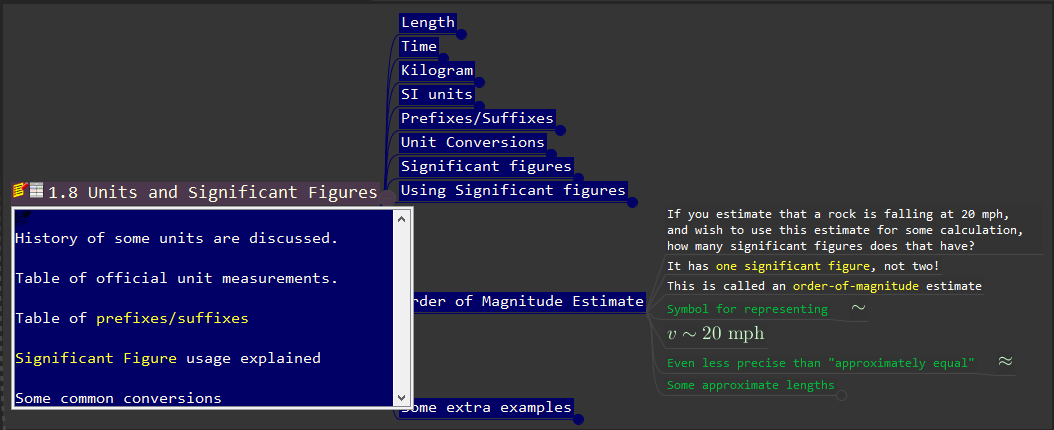 Length
Time
Kilogram
SI units
Prefixes/Suffixes
Unit Conversions
Significant figures
Using Significant figures
1.8 Units and Significant Figures
History of some units are discussed.
Table of official unit measurements.
Table of prefixes/suffixes
Significant Figure usage explained
Some common conversions
rder of Magnitude Estimate
If you estimate that a rock is falling at 20 mph,
and wish to use this estimate for some calculation,
how many significant figures does that have?
It has one significant figure, not two!
This is called an order-of-magnitude estimate
Symbol for representing ∼
v ∼ 20 mph
Even less precise than "approximately equal" ≈
Some approximate lengths
Some extra examples